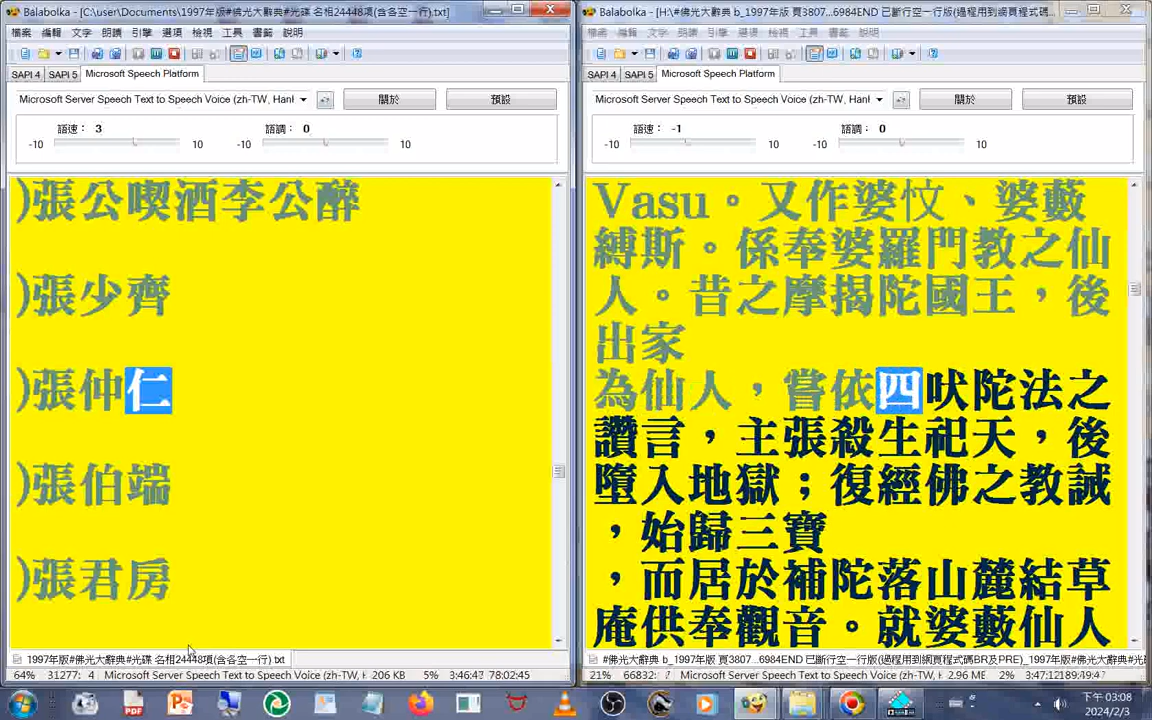 Balabolka - [C:\user\Documents\1997年版#佛光大辭典#光碟 名相24448項(含各空一行).txt]
檔案 編輯 文字 朗讀 引擎 選項 檢視 工具 書籤 說明
SAPI 4 SAPI 5 Microsoft Speech Platform
Microsoft Server Speech Text to Speech Voice (zh-TW, Hanl
關於 預設
語速： 3 語調： 0
-10 10 -10 10
)張公喫酒李公醉
)張少齊
)張仲仁
)張伯端
)張君房
1997年版#佛光大辭典#光碟 名相24448項(含各空一行).txt
64% 31277: 4 Microsoft Server Speech Text to Speech Voice (zh-TW, H 206 KB 5% 3:46:4 78:02:45
Balabolka - [H:\#佛光大辭典 b_1997年版 頁3807...6984END 已斷行空一行版(過程用到網頁程式碼...
檔案 編輯 文字 朗讀 引擎 選項 檢視 工具 書籤 說明
SAPI 4 SAPI 5 Microsoft Speech Platform
Microsoft Server Speech Text to Speech Voice (zh-TW, Hanl
關於 預設
語速： -1 語調： 0
-10 10 -10 10
Vasu。又作婆忟、婆藪
縛斯。係奉婆羅門教之仙
人。昔之摩揭陀國王，後
出家
為仙人，嘗依四吠陀法之
讚言，主張殺生祀天，後
墮入地獄；復經佛之教誡
，始歸三寶
，而居於補陀落山麓結草
庵供奉觀音。就婆藪仙人
#佛光大辭典 b_1997年版 頁3807...6984END 已斷行空一行版(過程用到網頁程式碼BR及PRE)_1997年版#佛光
21% 66832: Microsoft Server Speech Text to Speech Voice (zh-TW, H 2.96 ME 2% 3:47:12 189:49:4
下午 03:08
2024/2/3